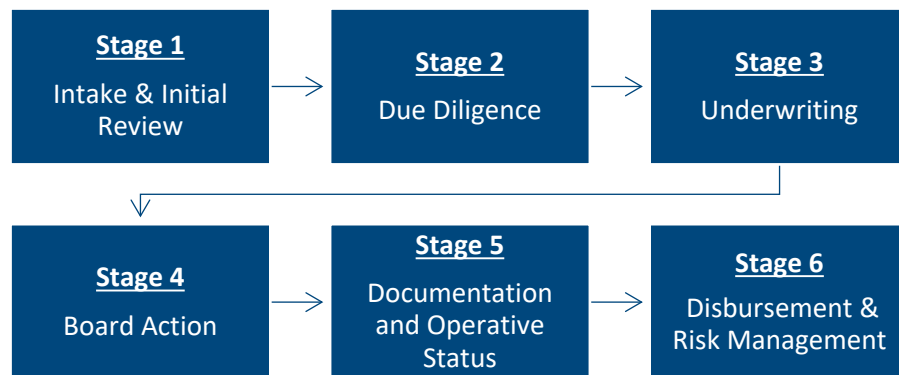 Stage 1
Intake & Initial
Review
Stage 2
Due Diligence
Stage 3
Underwriting
Stage 4
Board Action
Stage 5
Documentation
and Operative
Status
Stage 6
Disbursement &
Risk Management